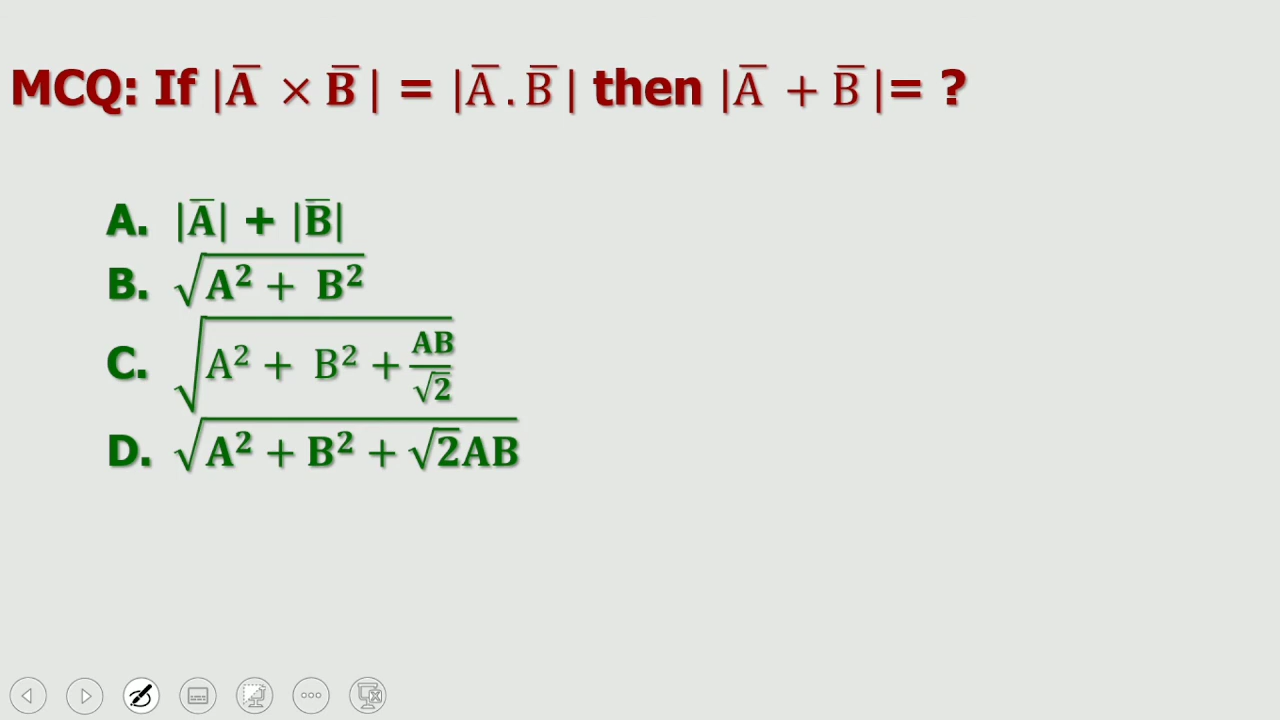 MCQ: If |A̅ × B̅ | = |A̅ . B̅ | then |A̅ + B̅ |= ?
A. |A̅| + |B̅|
B. √(A² + B²)
C. √(A² + B² + AB/√2)
D. √(A² + B² + √2AB)